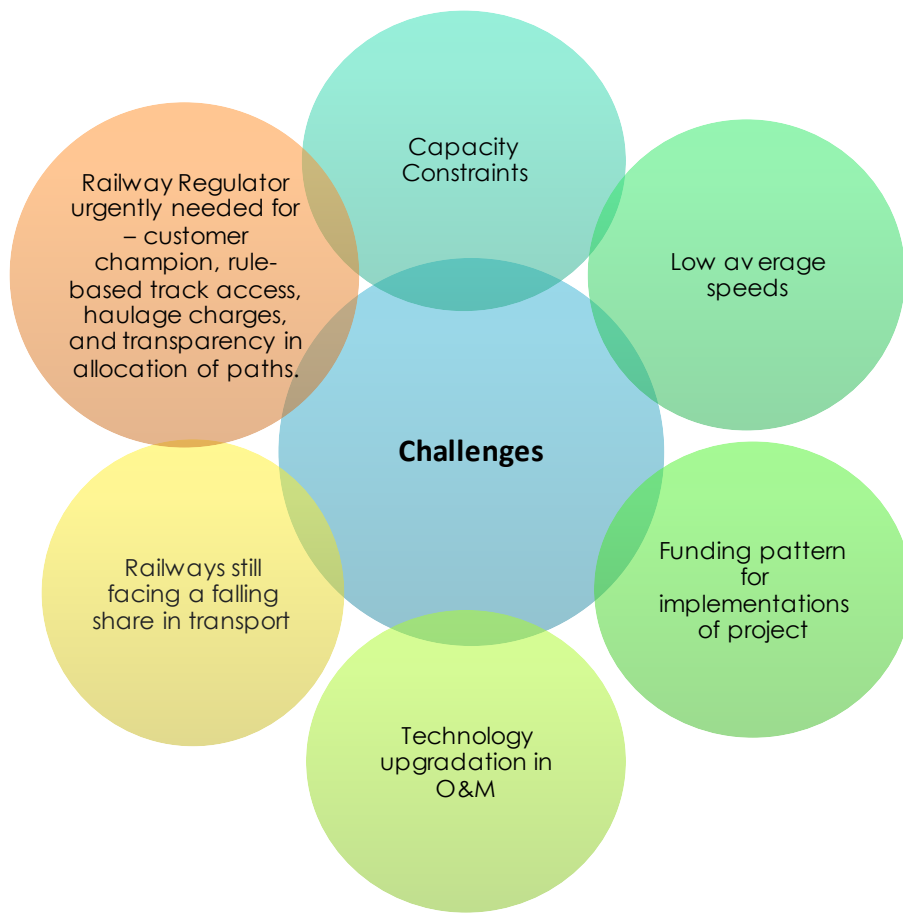 Capacity
Constraints
Railway Regulator
urgently needed for
– customer
champion, rule-
based track access,
haulage charges,
and transparency in
allocation of paths.
Low average
speeds
Challenges
Funding pattern
for
implementations
of project
Railways still
facing a falling
share in transport
Technology
upgradation in
O&M